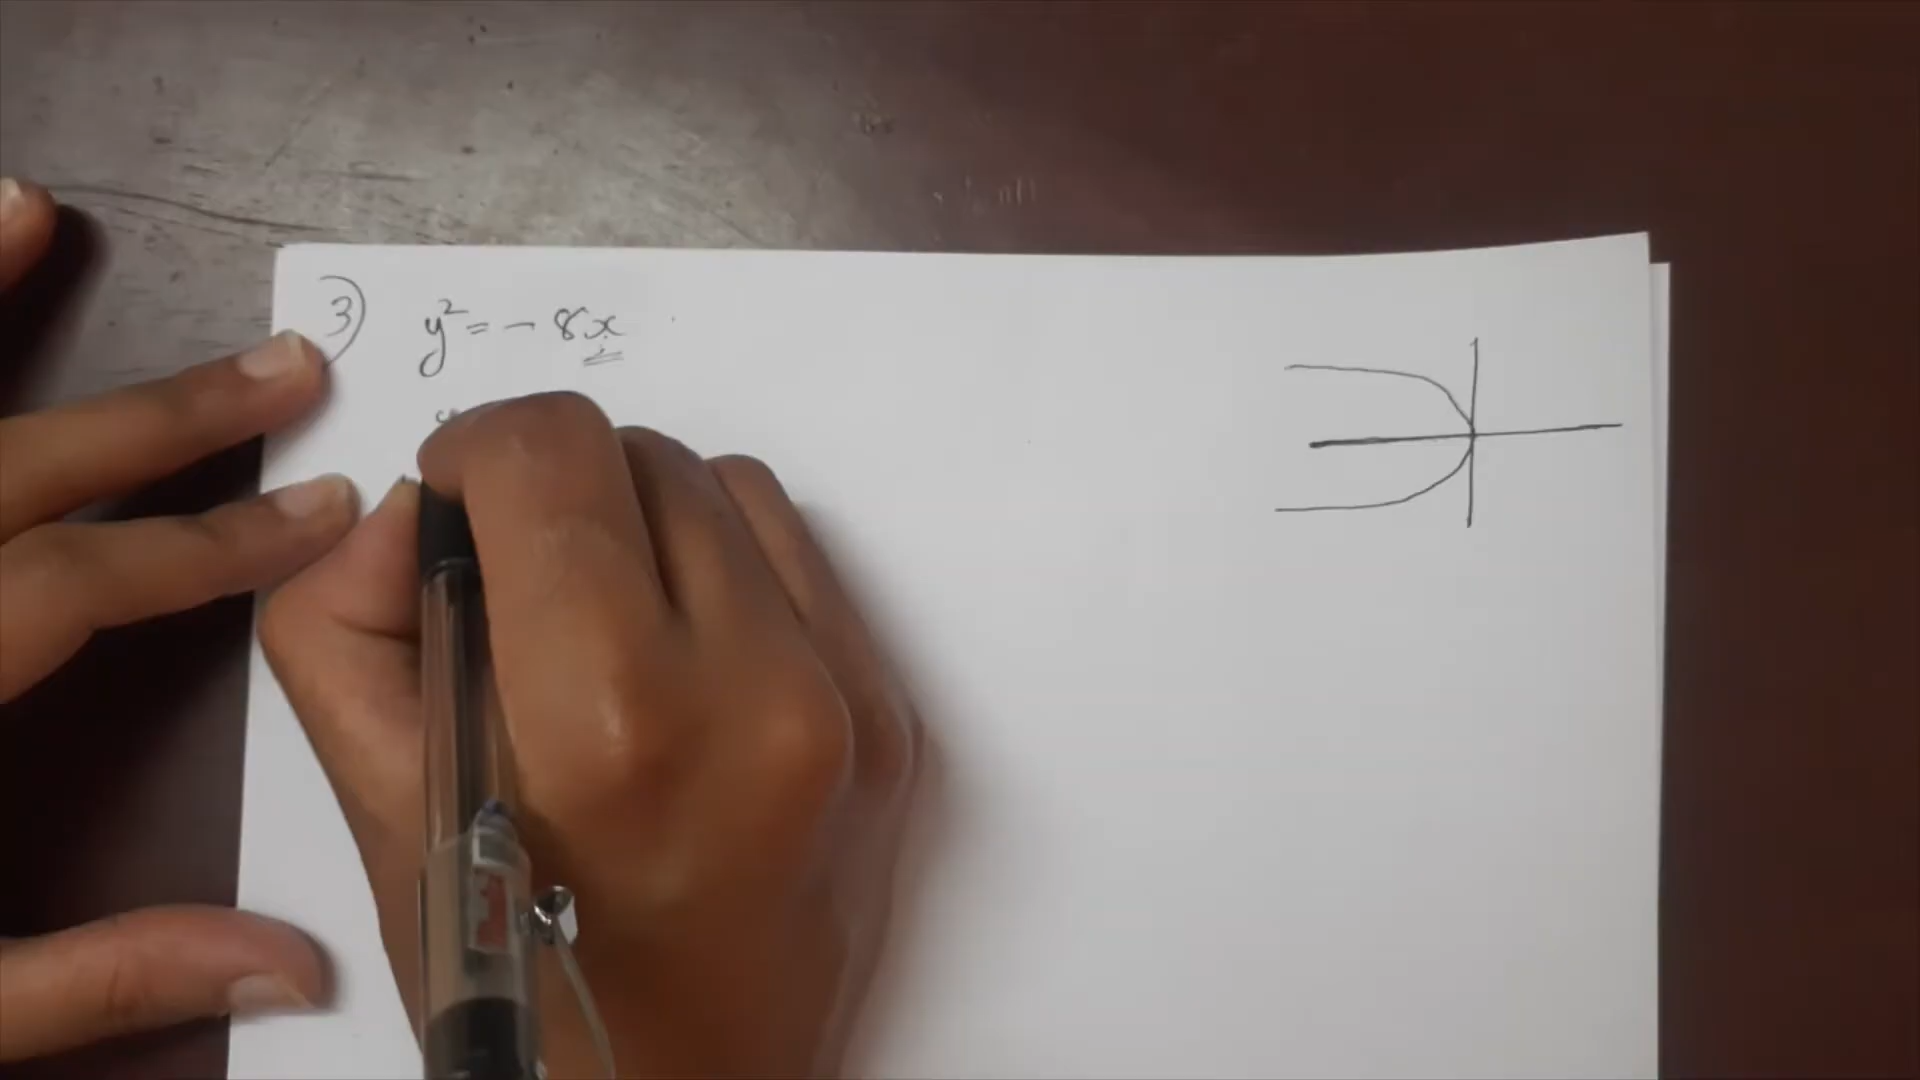 3) y² = - 8x